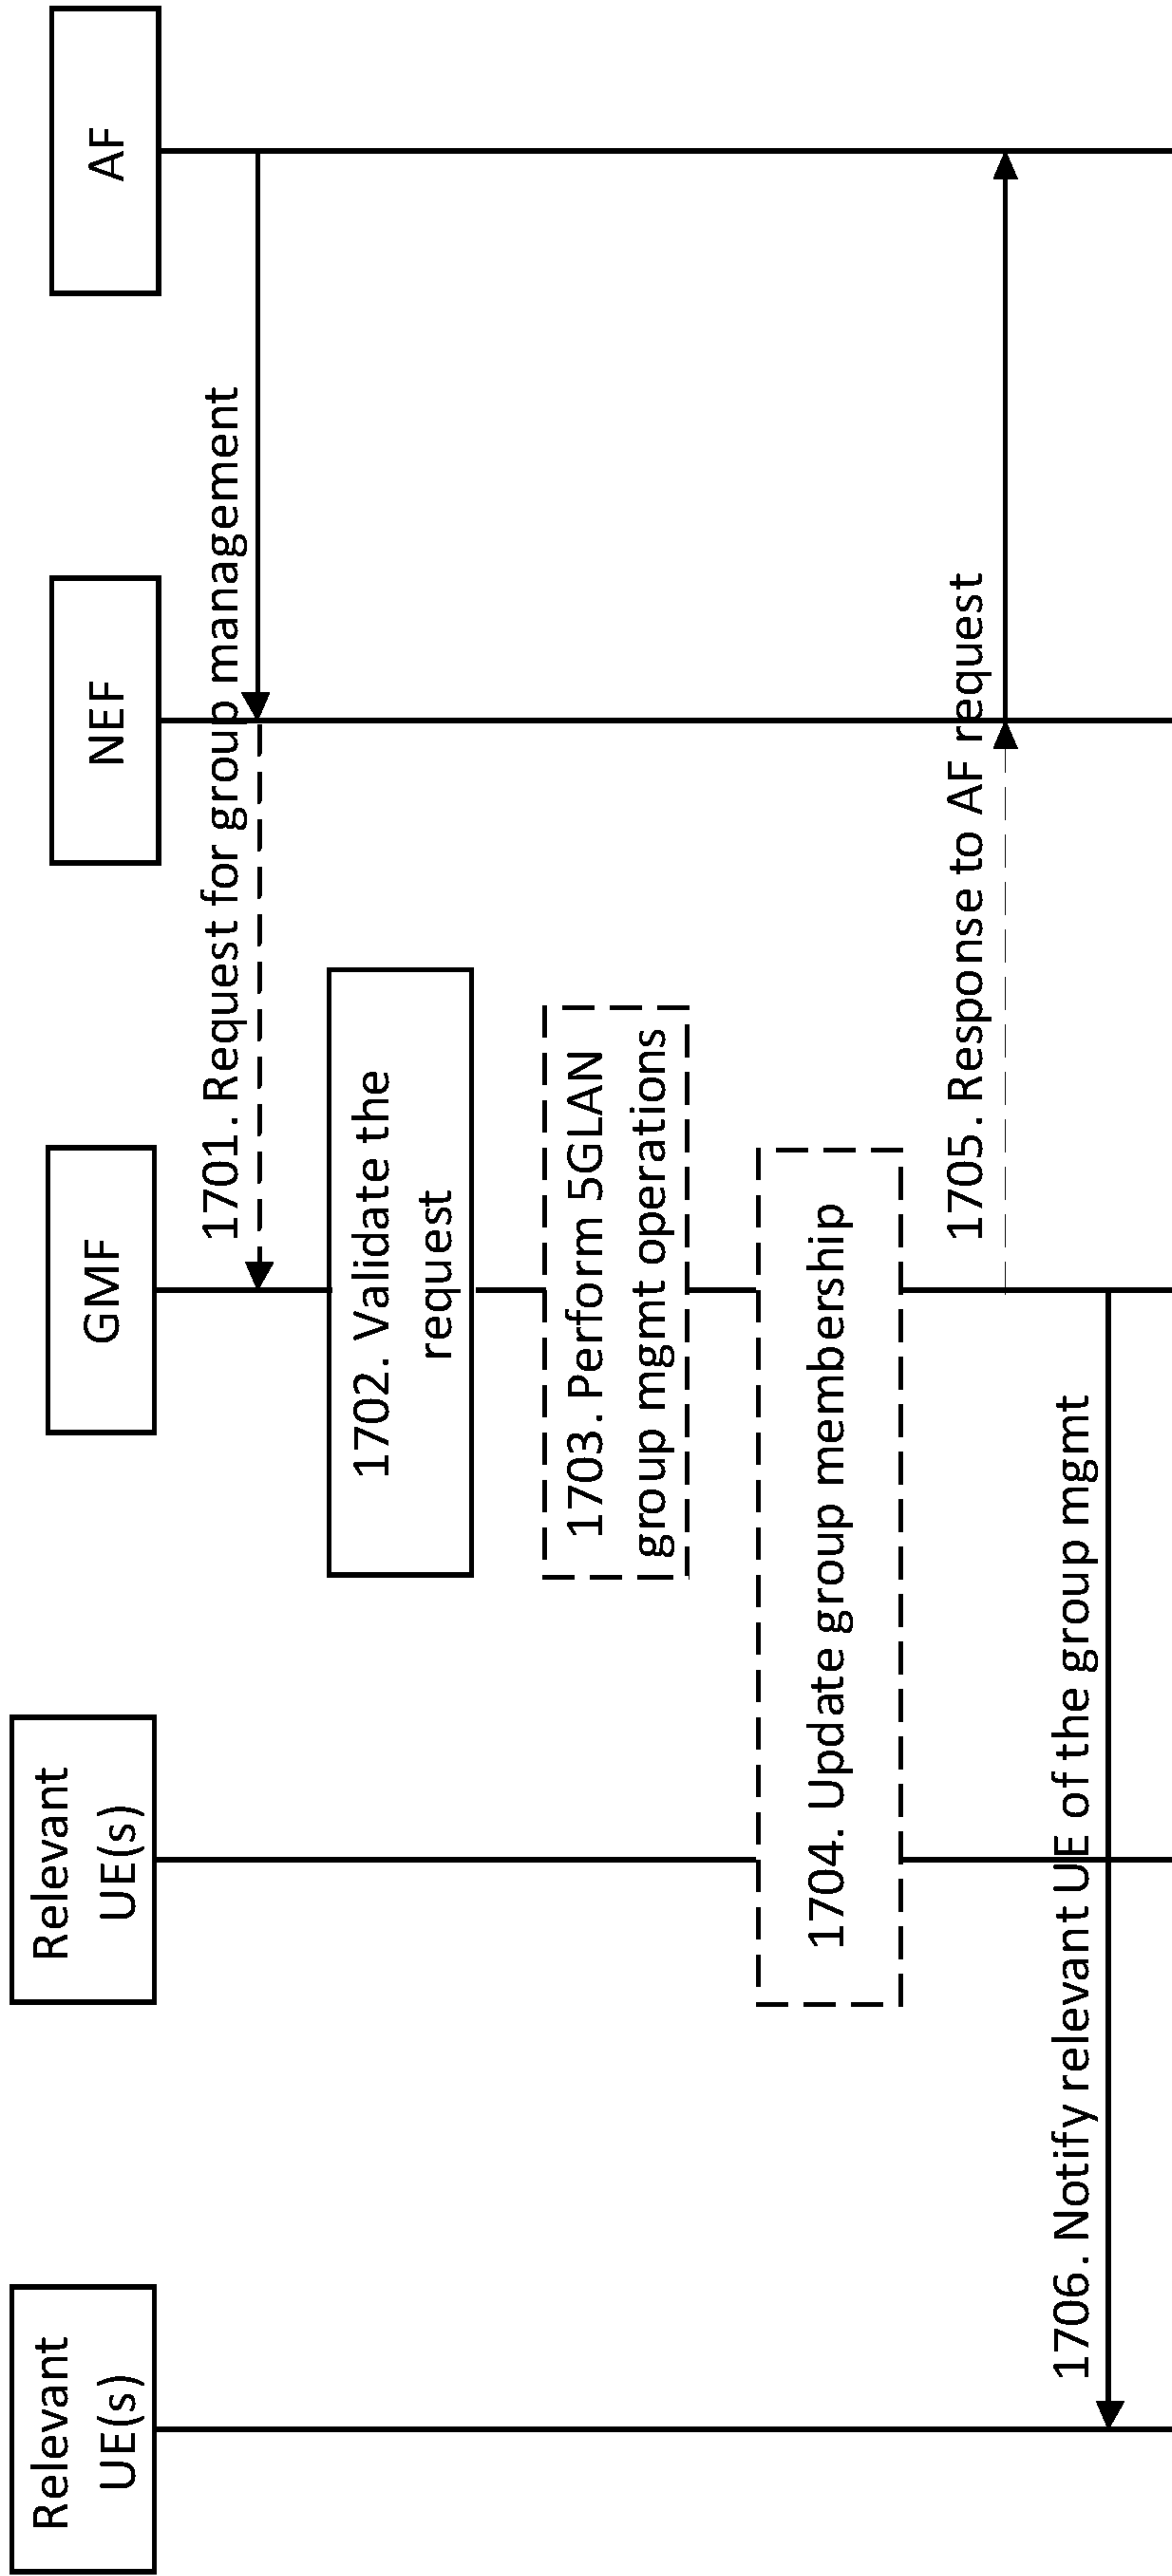 Relevant
UE(s)
Relevant
UE(s)
GMF
NEF
AF
1701. Request for group management
1702. Validate the
request
1703. Perform 5GLAN
group mgmt operations
1704. Update group membership
1705. Response to AF request
1706. Notify relevant UE of the group mgmt